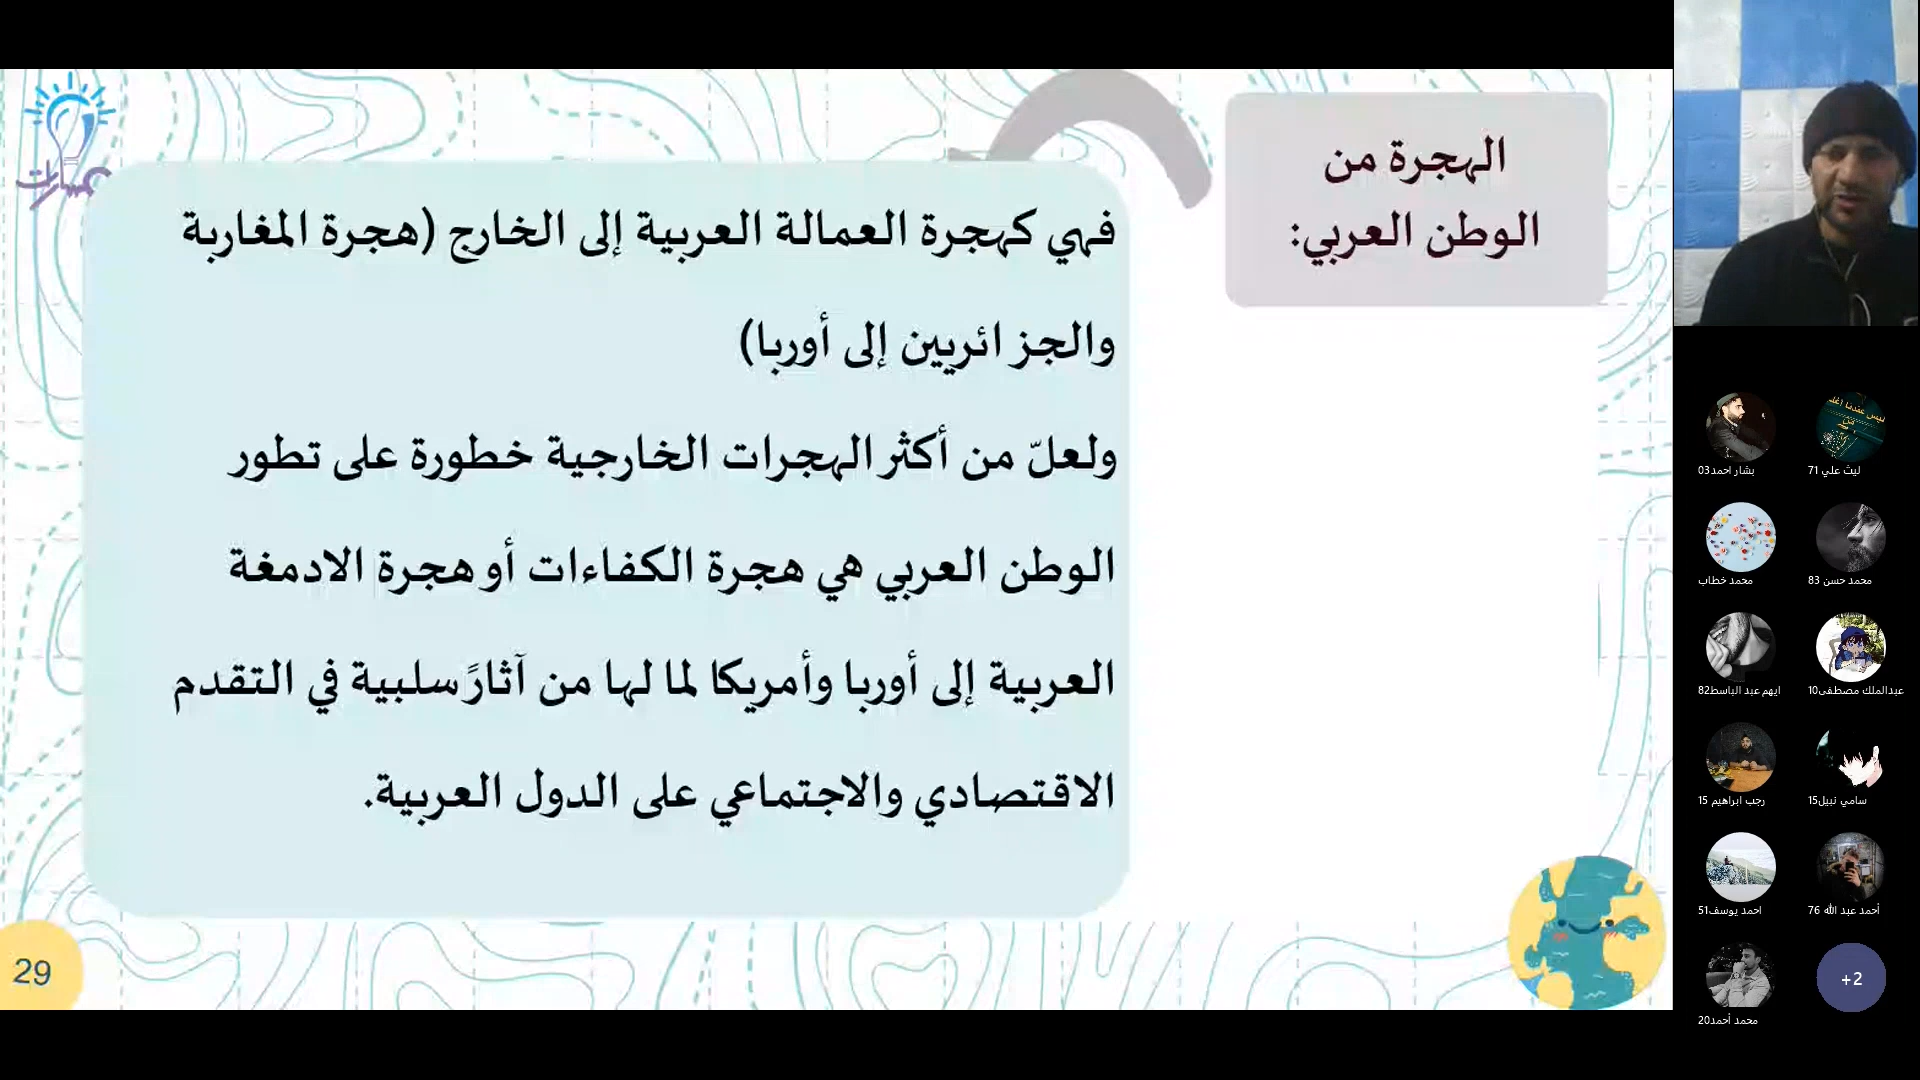 الهجرة من
الوطن العربي:
فهي كهجرة العمالة العربية إلى الخارج (هجرة المغاربة
والجزائريين إلى أوربا)
ولعلّ من أكثر الهجرات الخارجية خطورة على تطور
الوطن العربي هي هجرة الكفاءات أو هجرة الادمغة
العربية إلى أوربا وأمريكا لما لها من آثارً سلبية في التقدم
الاقتصادي والاجتماعي على الدول العربية.
29
ليث علي 71
بشار احمد03
محمد حسن 83
محمد خطاب
عبدالملك مصطفى10
ايهم عبد الباسط82
سامي نبيل15
رجب ابراهيم 15
أحمد عبد الله 76
احمد يوسف51
محمد أحمد20
+2